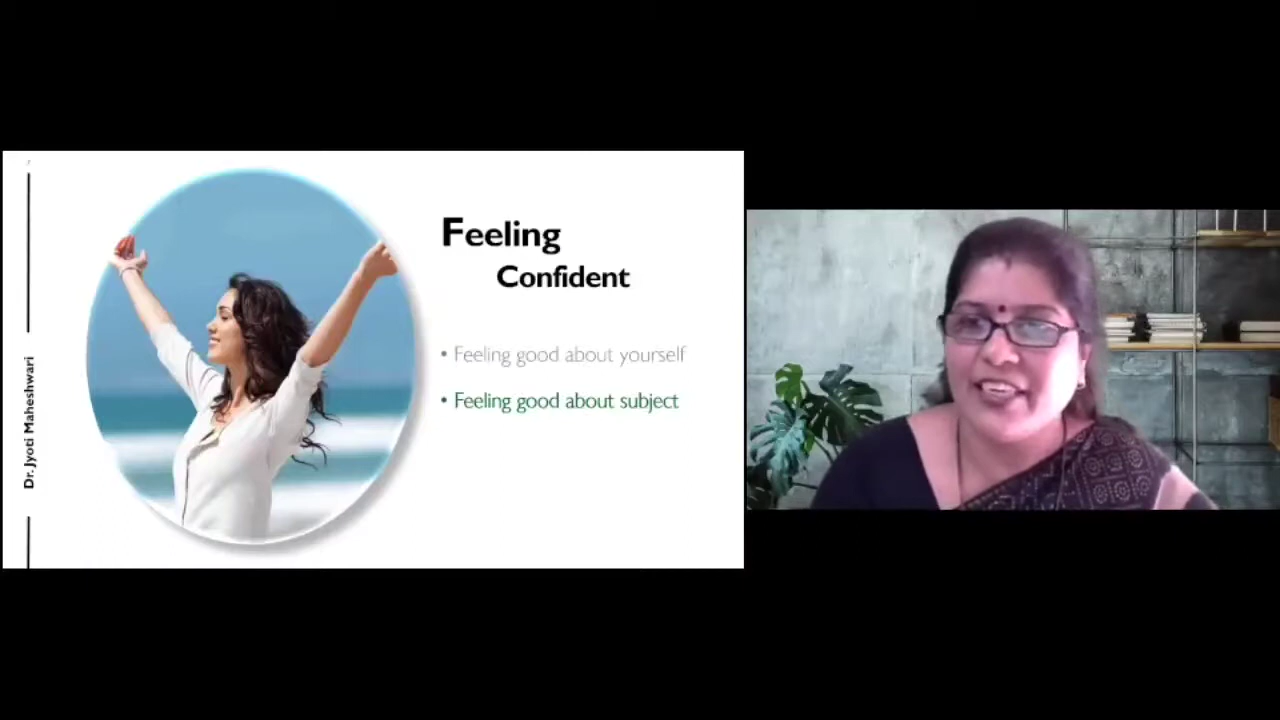 Dr. Jyoti Maheshwari
Feeling
Confident
• Feeling good about yourself
• Feeling good about subject